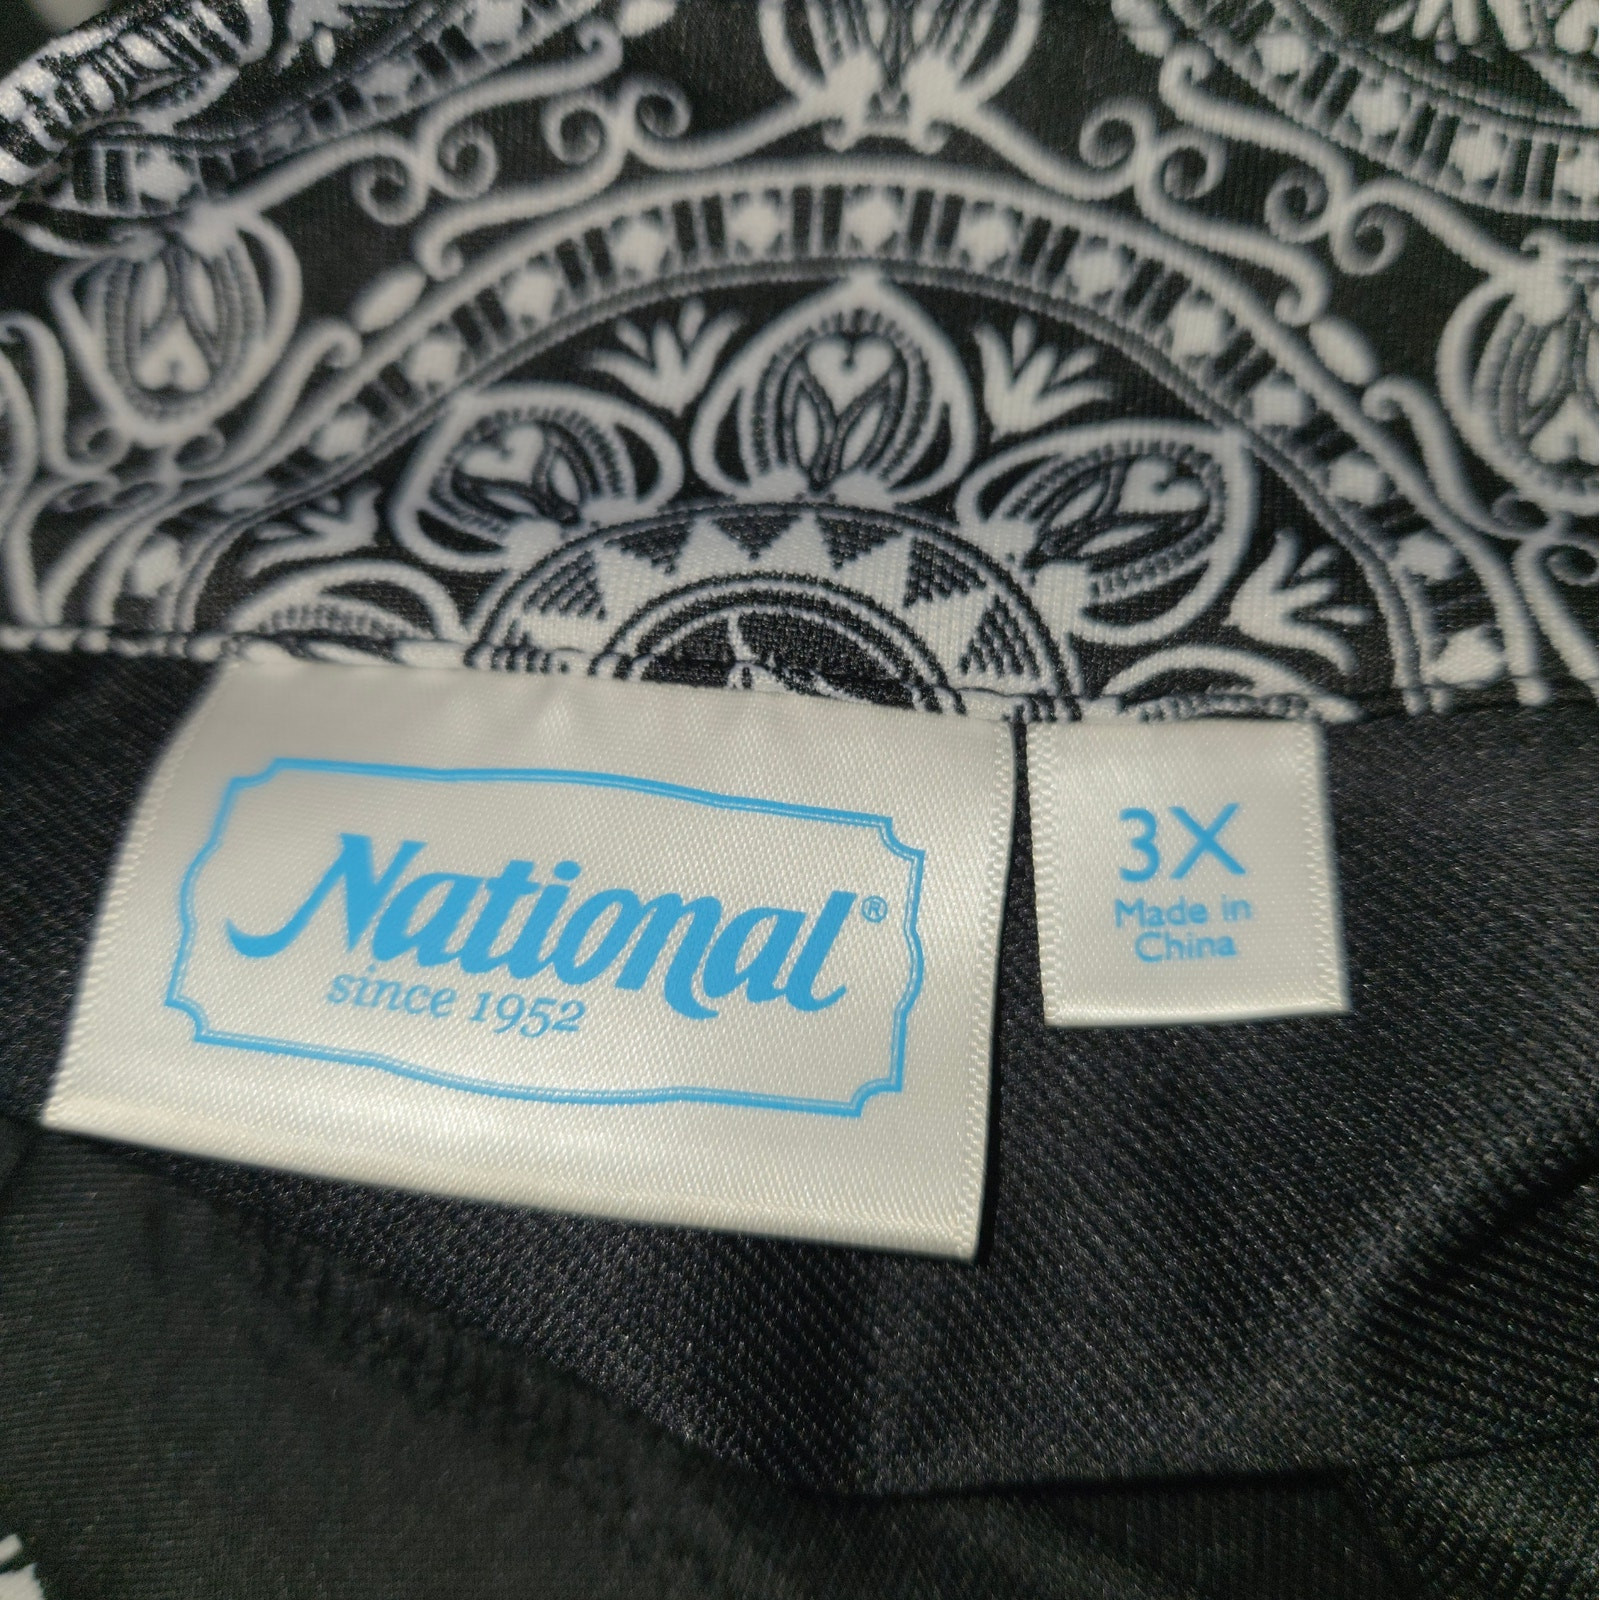 National®
since 1952
3X
Made in
China